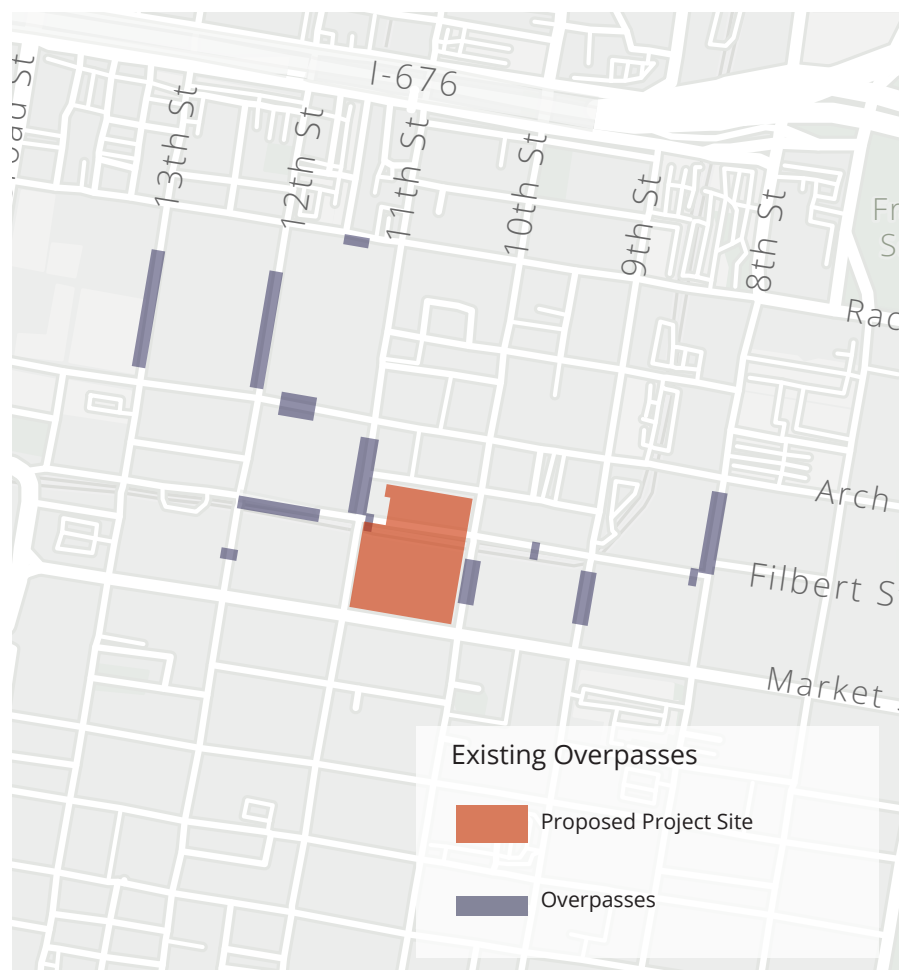 I-676
13th St
12th St
11th St
10th St
9th St
8th St
Arch
Filbert S
Market
Existing Overpasses
Proposed Project Site
Overpasses